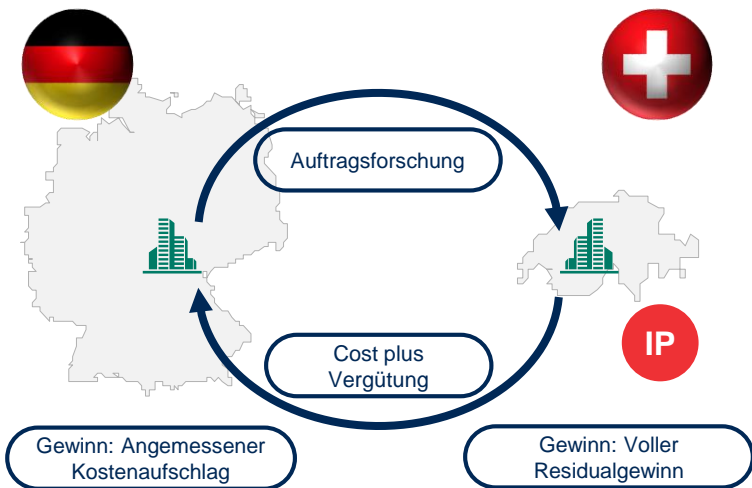 Auftragsforschung
Cost plus
Vergütung
IP
Gewinn: Angemessener
Kostenaufschlag
Gewinn: Voller
Residualgewinn